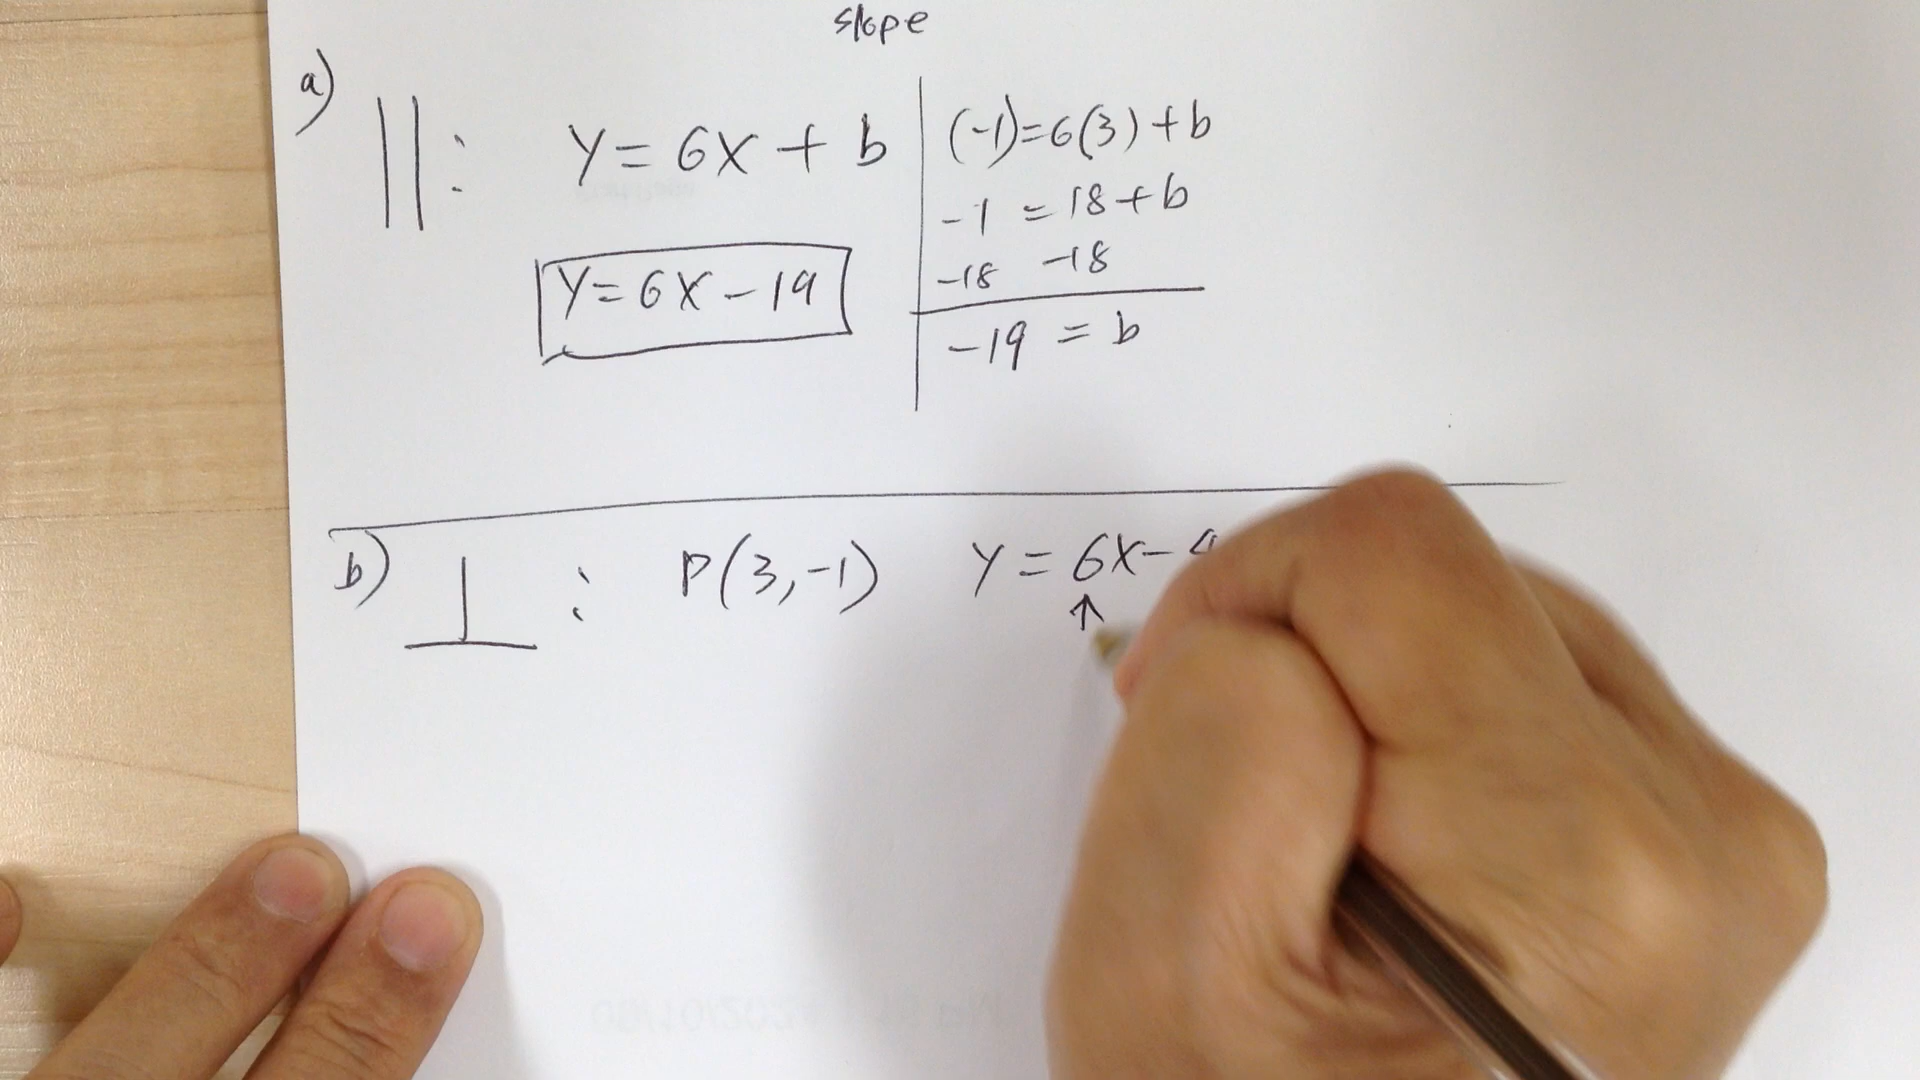 slope
a) ||: Y = 6X + b
(-1)=6(3)+b
-1 = 18+b
-18 -18
-19 = b
Y=6X-19
b) ⊥ : P(3,-1) Y = 6X-
↑